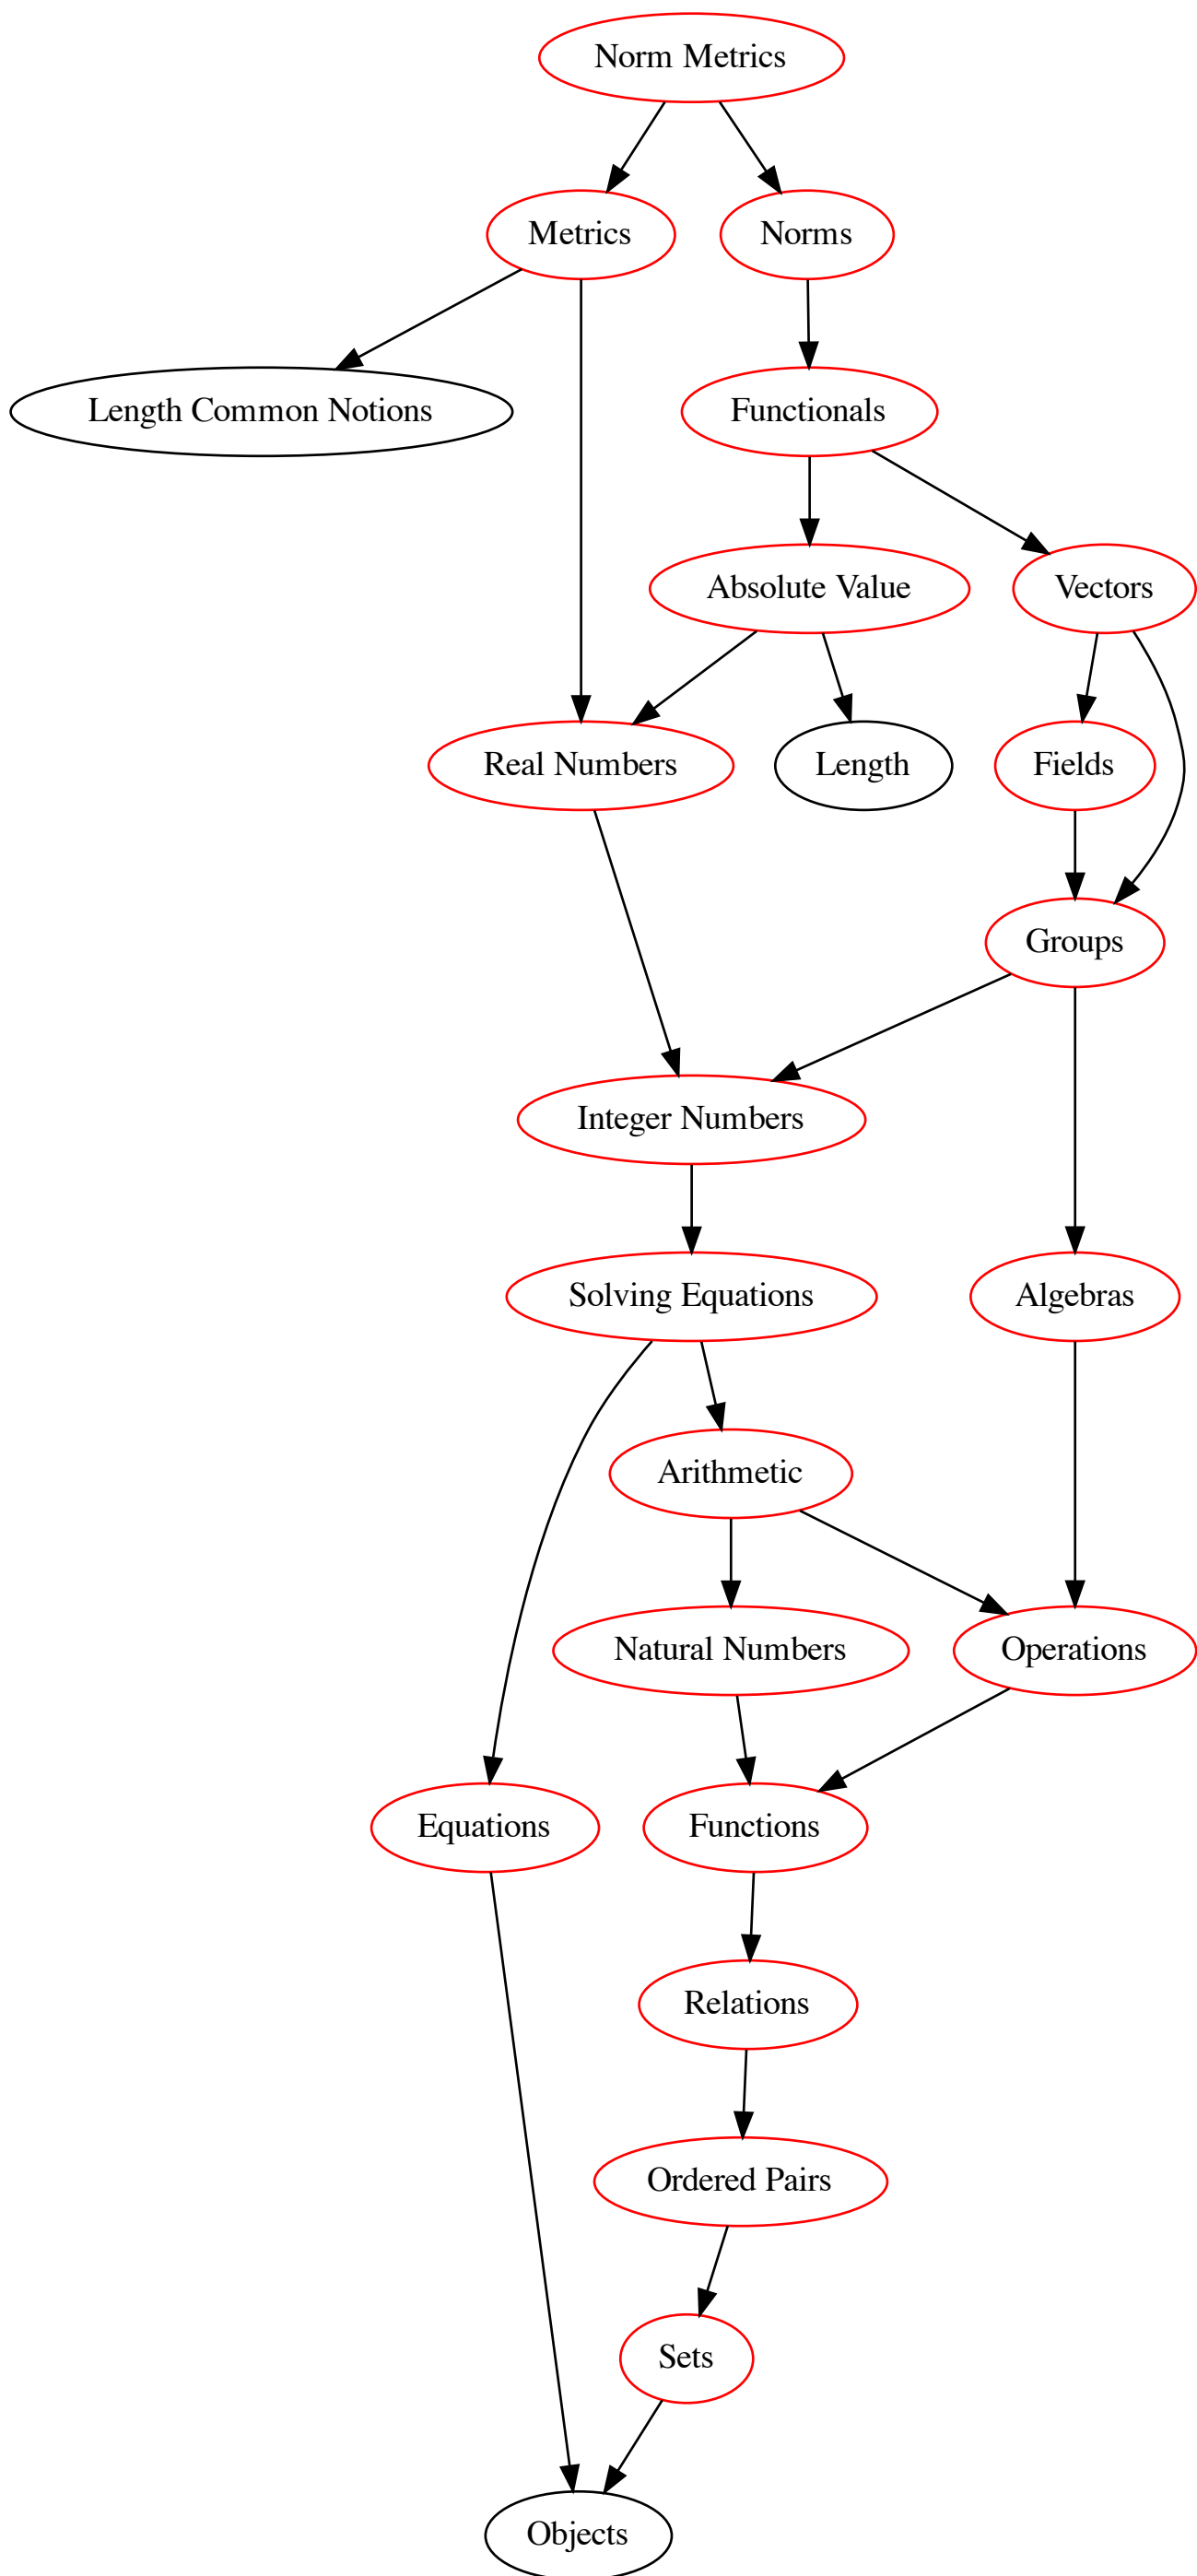 Norm Metrics
Metrics
Norms
Length Common Notions
Functionals
Absolute Value
Vectors
Real Numbers
Length
Fields
Groups
Integer Numbers
Solving Equations
Algebras
Arithmetic
Natural Numbers
Operations
Equations
Functions
Relations
Ordered Pairs
Sets
Objects